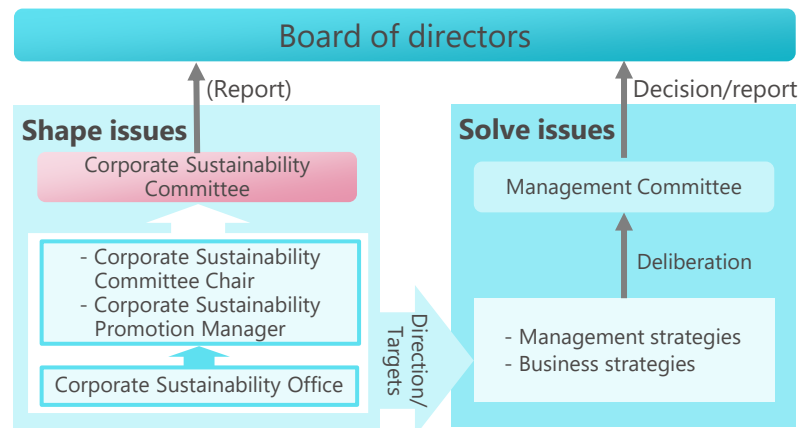 Board of directors
(Report)
Decision/report
Shape issues
Corporate Sustainability
Committee
- Corporate Sustainability
Committee Chair
- Corporate Sustainability
Promotion Manager
Corporate Sustainability Office
Direction/
Targets
Solve issues
Management Committee
Deliberation
- Management strategies
- Business strategies